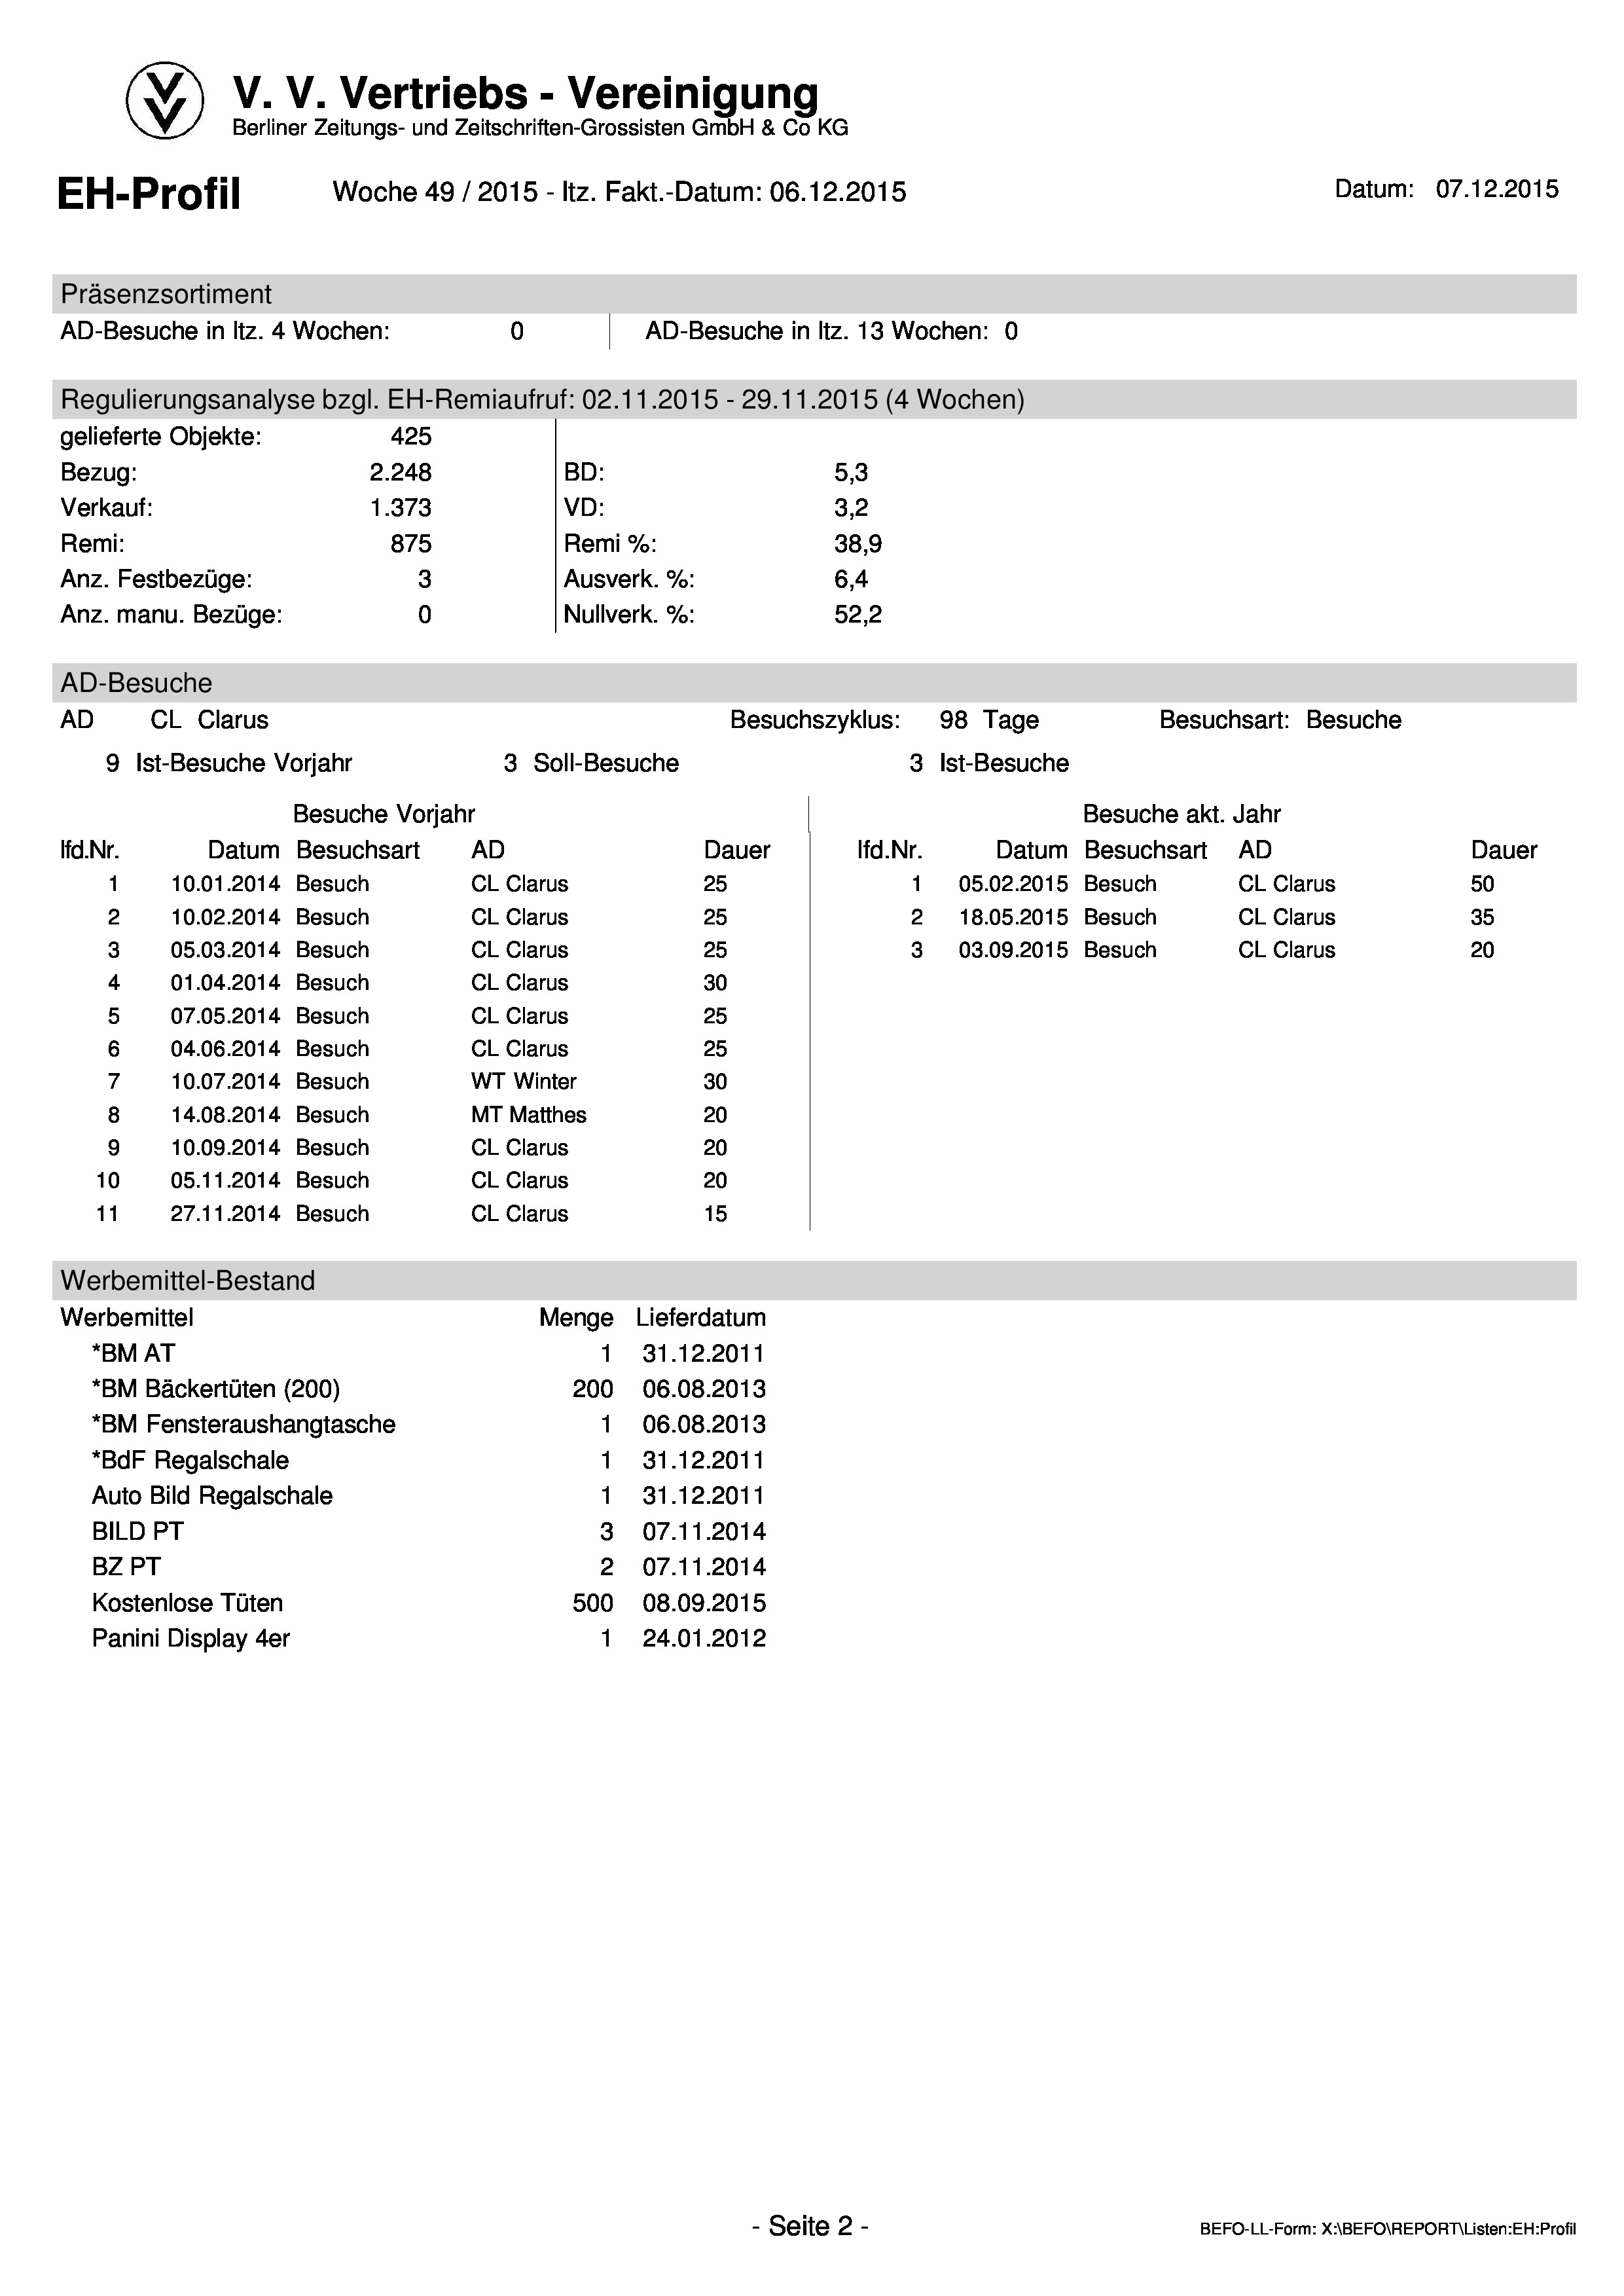 V. V. Vertriebs - Vereinigung
Berliner Zeitungs- und Zeitschriften-Grossisten GmbH & Co KG
EH-Profil Woche 49 / 2015 - ltz. Fakt.-Datum: 06.12.2015 Datum: 07.12.2015
Präsenzsortiment
AD-Besuche in ltz. 4 Wochen: 0 AD-Besuche in ltz. 13 Wochen: 0
Regulierungsanalyse bzgl. EH-Remiaufruf: 02.11.2015 - 29.11.2015 (4 Wochen)
gelieferte Objekte: 425
Bezug: 2.248 BD: 5,3
Verkauf: 1.373 VD: 3,2
Remi: 875 Remi %: 38,9
Anz. Festbezüge: 3 Ausverk. %: 6,4
Anz. manu. Bezüge: 0 Nullverk. %: 52,2
AD-Besuche
AD CL Clarus Besuchszyklus: 98 Tage Besuchsart: Besuche
9 Ist-Besuche Vorjahr 3 Soll-Besuche 3 Ist-Besuche
Besuche Vorjahr Besuche akt. Jahr
lfd.Nr. Datum Besuchsart AD Dauer lfd.Nr. Datum Besuchsart AD Dauer
1 10.01.2014 Besuch CL Clarus 25 1 05.02.2015 Besuch CL Clarus 50
2 10.02.2014 Besuch CL Clarus 25 2 18.05.2015 Besuch CL Clarus 35
3 05.03.2014 Besuch CL Clarus 25 3 03.09.2015 Besuch CL Clarus 20
4 01.04.2014 Besuch CL Clarus 30
5 07.05.2014 Besuch CL Clarus 25
6 04.06.2014 Besuch CL Clarus 25
7 10.07.2014 Besuch WT Winter 30
8 14.08.2014 Besuch MT Matthes 20
9 10.09.2014 Besuch CL Clarus 20
10 05.11.2014 Besuch CL Clarus 20
11 27.11.2014 Besuch CL Clarus 15
Werbemittel-Bestand
Werbemittel Menge Lieferdatum
*BM AT 1 31.12.2011
*BM Bäckertüten (200) 200 06.08.2013
*BM Fensteraushangtasche 1 06.08.2013
*BdF Regalschale 1 31.12.2011
Auto Bild Regalschale 1 31.12.2011
BILD PT 3 07.11.2014
BZ PT 2 07.11.2014
Kostenlose Tüten 500 08.09.2015
Panini Display 4er 1 24.01.2012
- Seite 2 - BEFO-LL-Form: X:\BEFO\REPORT\Listen:EH:Profil